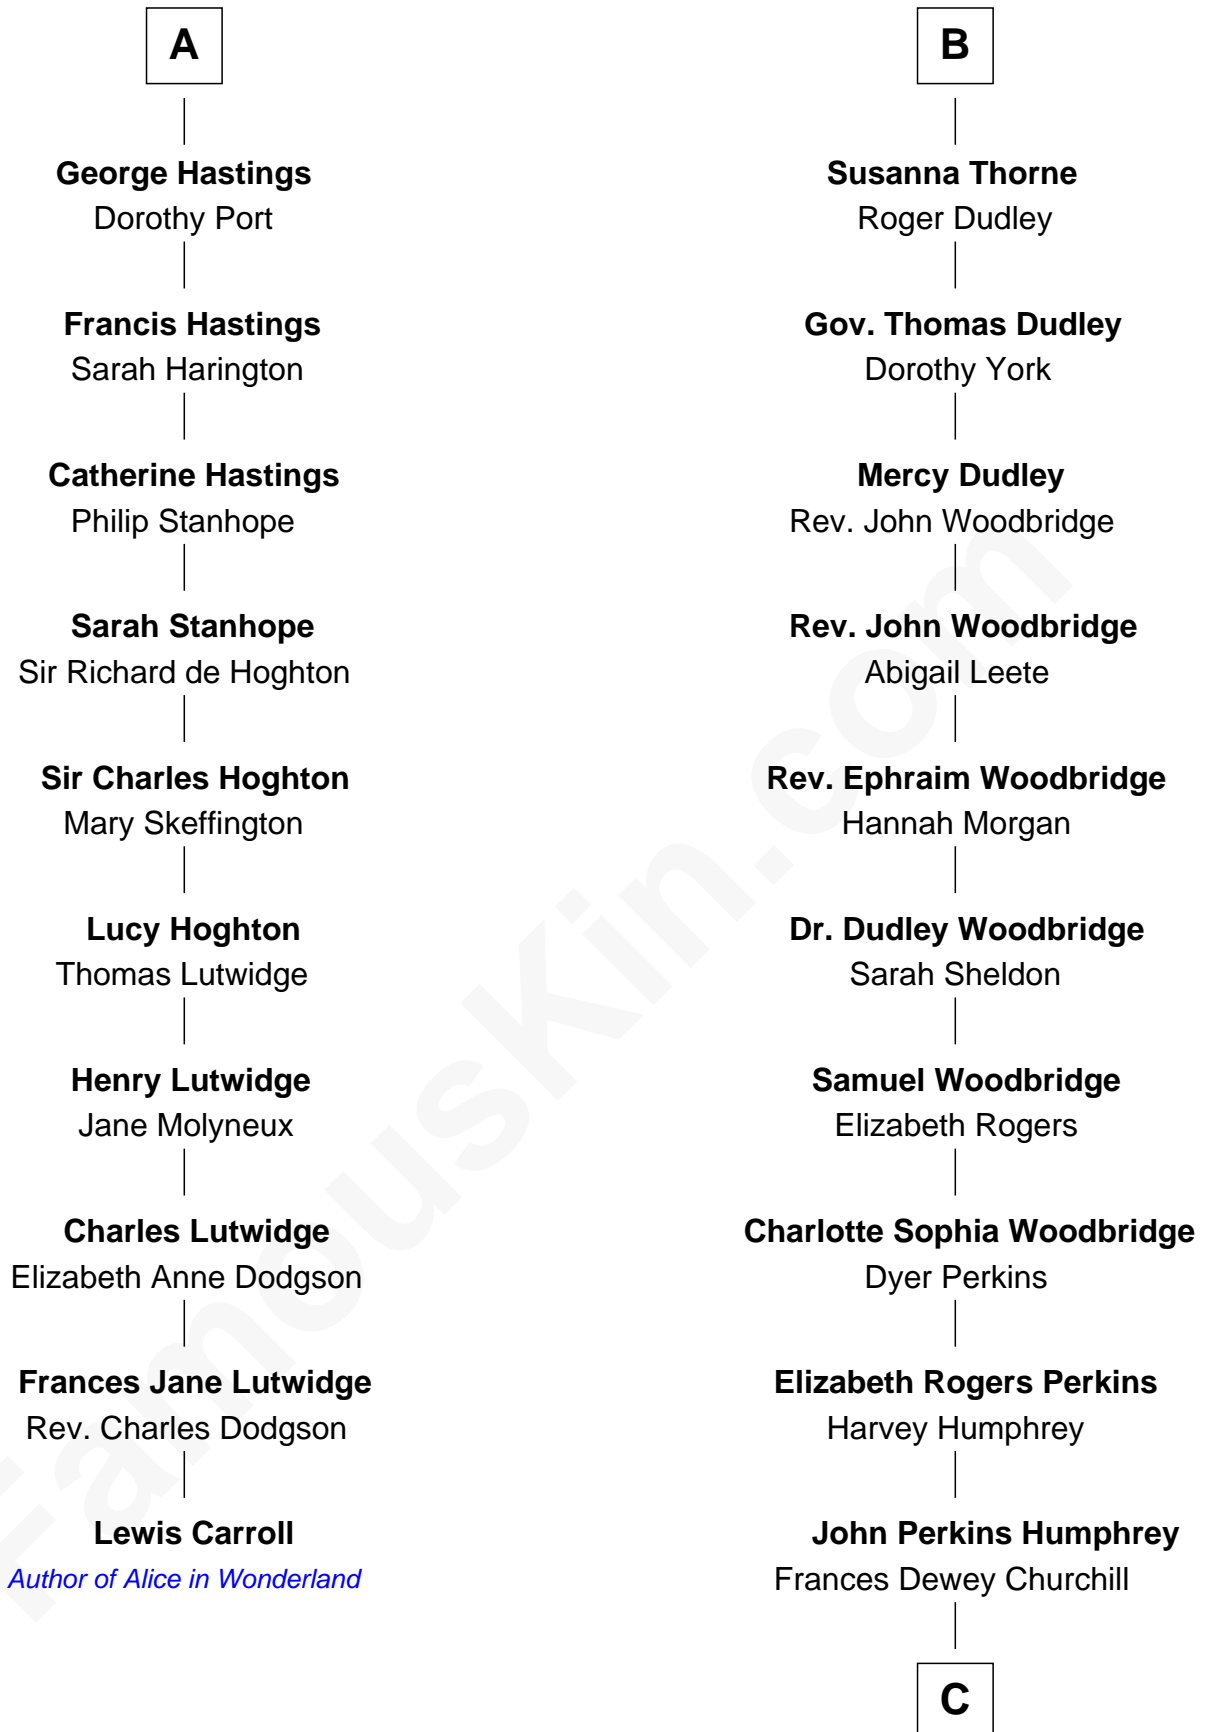 A
George Hastings
Dorothy Port
Francis Hastings
Sarah Harington
Catherine Hastings
Philip Stanhope
Sarah Stanhope
Sir Richard de Hoghton
Sir Charles Hoghton
Mary Skeffington
Lucy Hoghton
Thomas Lutwidge
Henry Lutwidge
Jane Molyneux
Charles Lutwidge
Elizabeth Anne Dodgson
Frances Jane Lutwidge
Rev. Charles Dodgson
Lewis Carroll
Author of Alice in Wonderland
B
Susanna Thorne
Roger Dudley
Gov. Thomas Dudley
Dorothy York
Mercy Dudley
Rev. John Woodbridge
Rev. John Woodbridge
Abigail Leete
Rev. Ephraim Woodbridge
Hannah Morgan
Dr. Dudley Woodbridge
Sarah Sheldon
Samuel Woodbridge
Elizabeth Rogers
Charlotte Sophia Woodbridge
Dyer Perkins
Elizabeth Rogers Perkins
Harvey Humphrey
John Perkins Humphrey
Frances Dewey Churchill
C
FamousKin.com